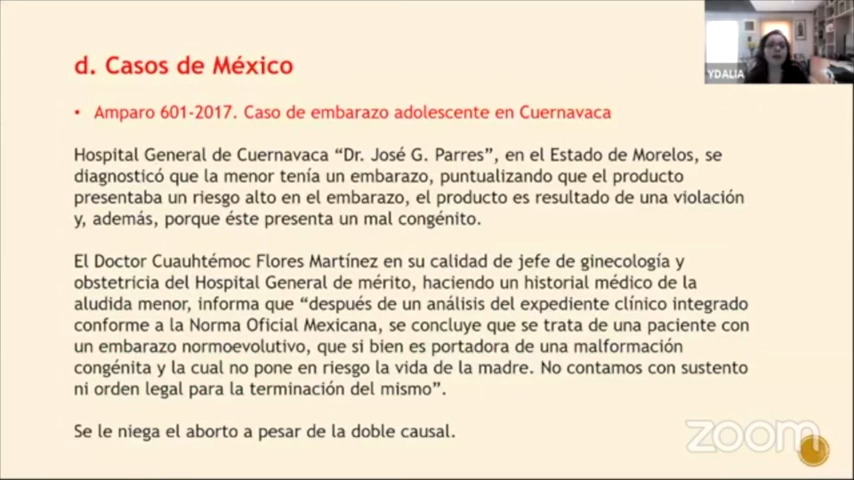 d. Casos de México
YDALIA
• Amparo 601-2017. Caso de embarazo adolescente en Cuernavaca
Hospital General de Cuernavaca “Dr. José G. Parres”, en el Estado de Morelos, se
diagnosticó que la menor tenía un embarazo, puntualizando que el producto
presentaba un riesgo alto en el embarazo, el producto es resultado de una violación
y, además, porque éste presenta un mal congénito.
El Doctor Cuauhtémoc Flores Martínez en su calidad de jefe de ginecología y
obstetricia del Hospital General de mérito, haciendo un historial médico de la
aludida menor, informa que “después de un análisis del expediente clínico integrado
conforme a la Norma Oficial Mexicana, se concluye que se trata de una paciente con
un embarazo normoevolutivo, que si bien es portadora de una malformación
congénita y la cual no pone en riesgo la vida de la madre. No contamos con sustento
ni orden legal para la terminación del mismo”.
Se le niega el aborto a pesar de la doble causal.
zoom